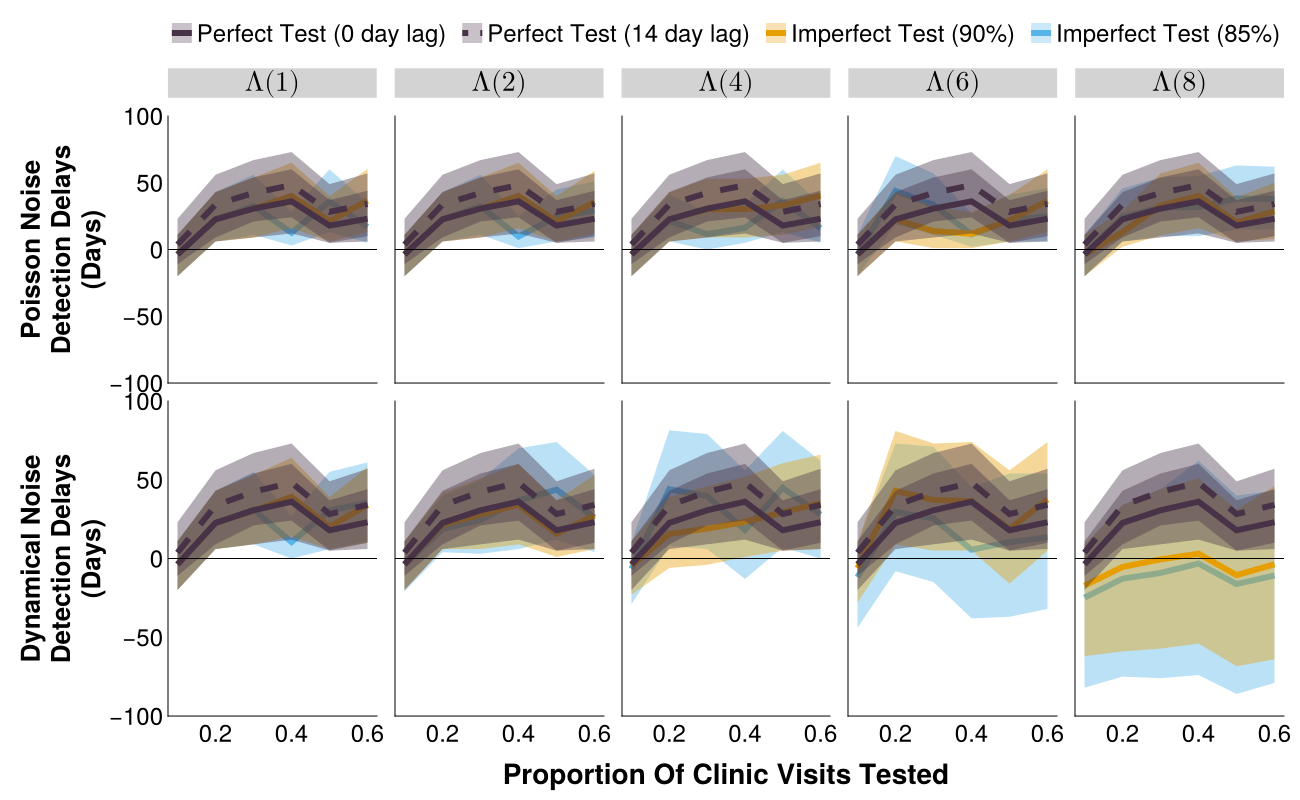 Perfect Test (0 day lag) Perfect Test (14 day lag) Imperfect Test (90%) Imperfect Test (85%)
Λ(1) Λ(2) Λ(4) Λ(6) Λ(8)
Poisson Noise
Detection Delays
(Days)
100
50
0
−50
−100
Dynamical Noise
Detection Delays
(Days)
100
50
0
−50
−100
0.2 0.4 0.6 0.2 0.4 0.6 0.2 0.4 0.6 0.2 0.4 0.6 0.2 0.4 0.6
Proportion Of Clinic Visits Tested